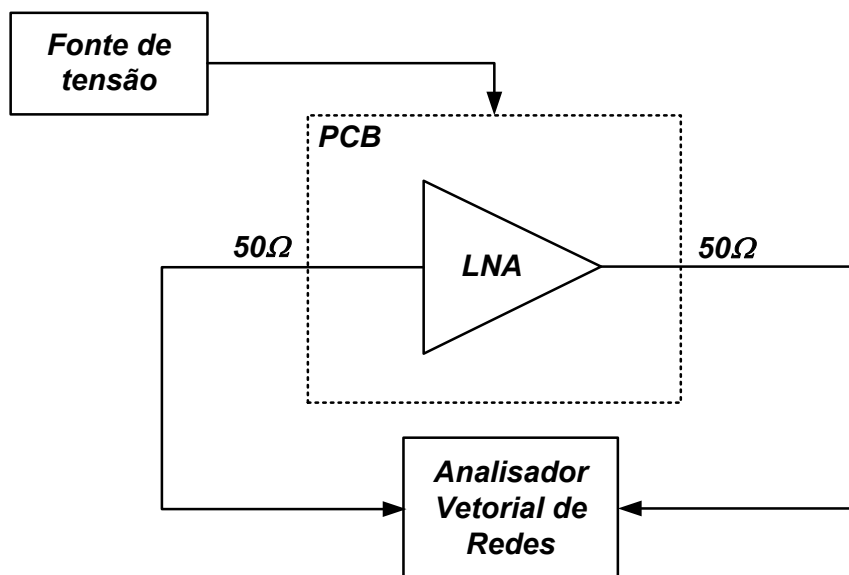 Fonte de
tensão
PCB
50Ω
LNA
50Ω
Analisador
Vetorial de
Redes